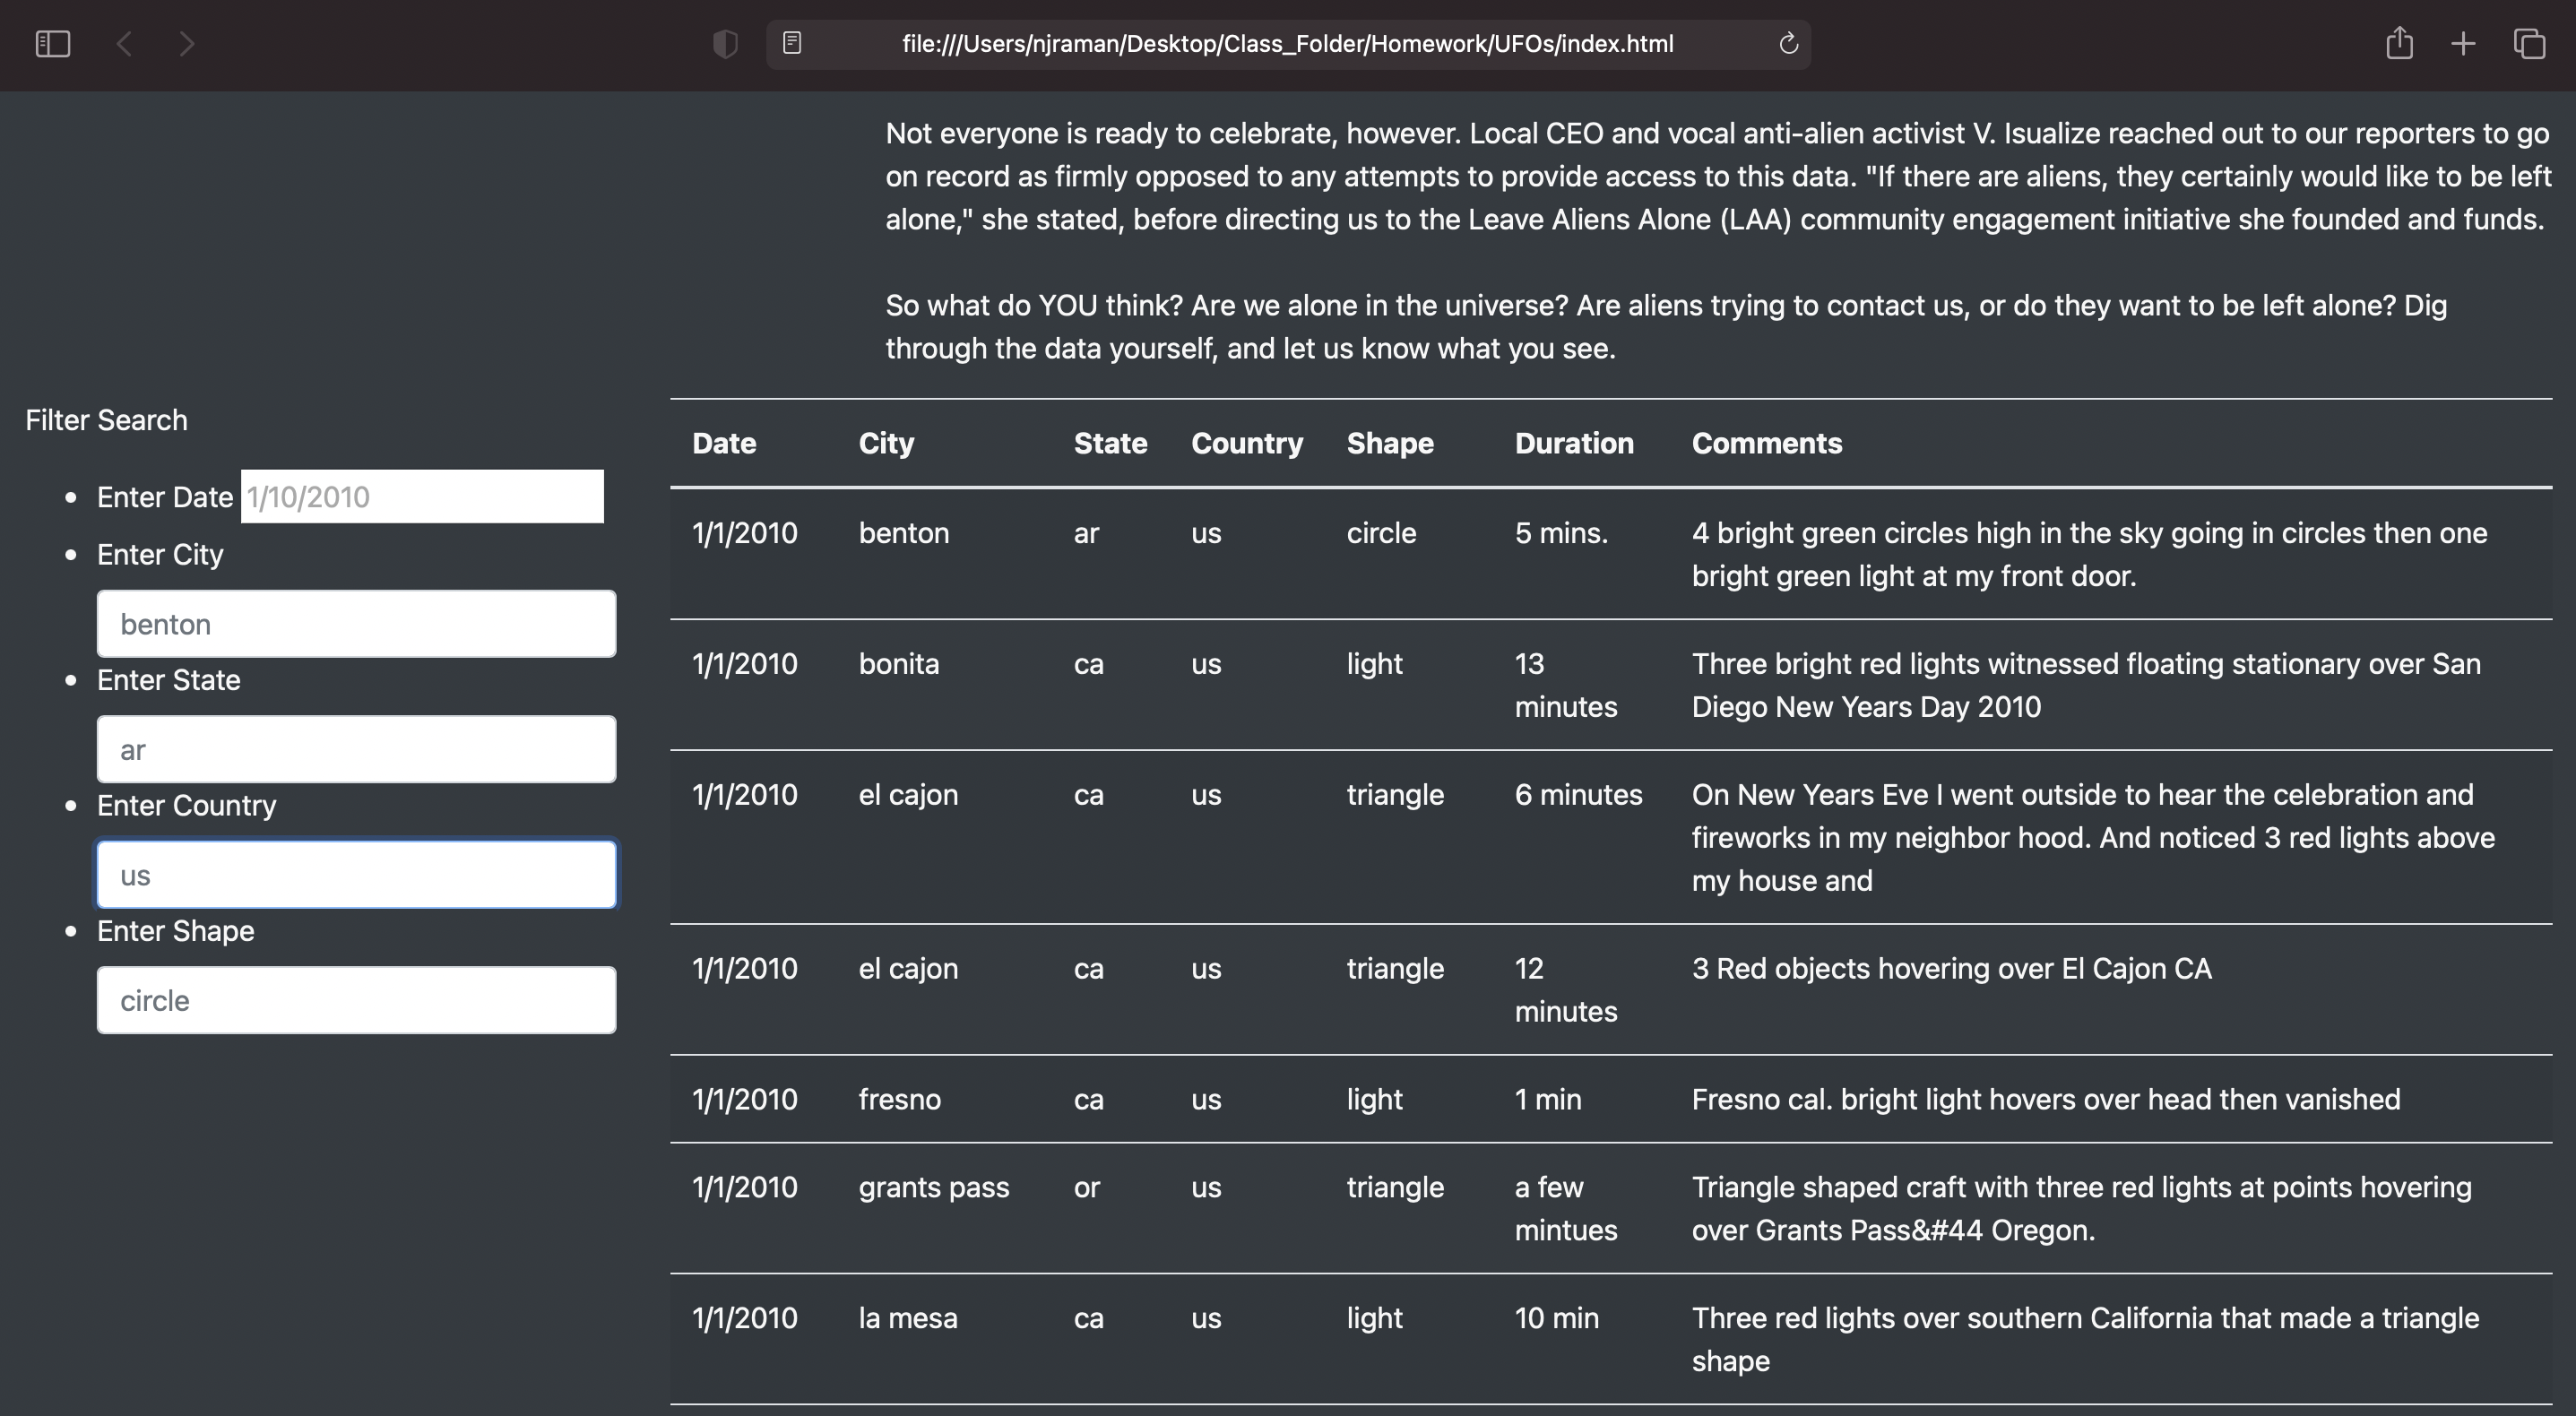 file:///Users/njraman/Desktop/Class_Folder/Homework/UFOs/index.html
Not everyone is ready to celebrate, however. Local CEO and vocal anti-alien activist V. Isualize reached out to our reporters to go
on record as firmly opposed to any attempts to provide access to this data. "If there are aliens, they certainly would like to be left
alone," she stated, before directing us to the Leave Aliens Alone (LAA) community engagement initiative she founded and funds.
So what do YOU think? Are we alone in the universe? Are aliens trying to contact us, or do they want to be left alone? Dig
through the data yourself, and let us know what you see.
Filter Search
Enter Date 1/10/2010
Enter City
benton
Enter State
ar
Enter Country
us
Enter Shape
circle
Date City State Country Shape Duration Comments
1/1/2010 benton ar us circle 5 mins. 4 bright green circles high in the sky going in circles then one
bright green light at my front door.
1/1/2010 bonita ca us light 13 Three bright red lights witnessed floating stationary over San
minutes Diego New Years Day 2010
1/1/2010 el cajon ca us triangle 6 minutes On New Years Eve I went outside to hear the celebration and
fireworks in my neighbor hood. And noticed 3 red lights above
my house and
1/1/2010 el cajon ca us triangle 12 3 Red objects hovering over El Cajon CA
minutes
1/1/2010 fresno ca us light 1 min Fresno cal. bright light hovers over head then vanished
1/1/2010 grants pass or us triangle a few Triangle shaped craft with three red lights at points hovering
mintues over Grants Pass&#44 Oregon.
1/1/2010 la mesa ca us light 10 min Three red lights over southern California that made a triangle
shape